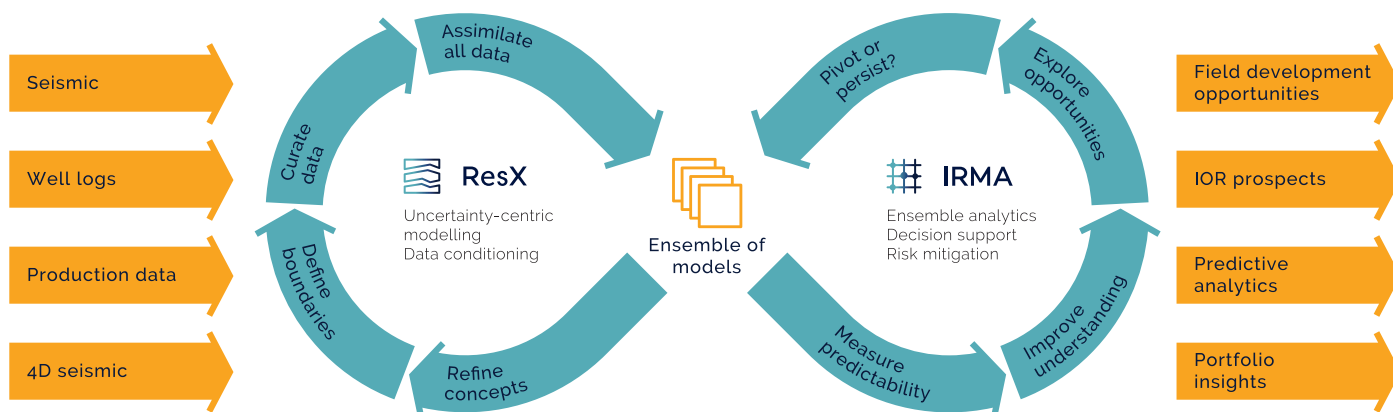 Seismic
Well logs
Production data
4D seismic
Assimilate
all data
Curate
data
Define
boundaries
Refine
concepts
ResX
Uncertainty-centric
modelling
Data conditioning
Ensemble of
models
Pivot or
persist?
Explore
opportunities
IRMA
Ensemble analytics
Decision support
Risk mitigation
Measure
predictability
Improve
understanding
Field development
opportunities
IOR prospects
Predictive
analytics
Portfolio
insights